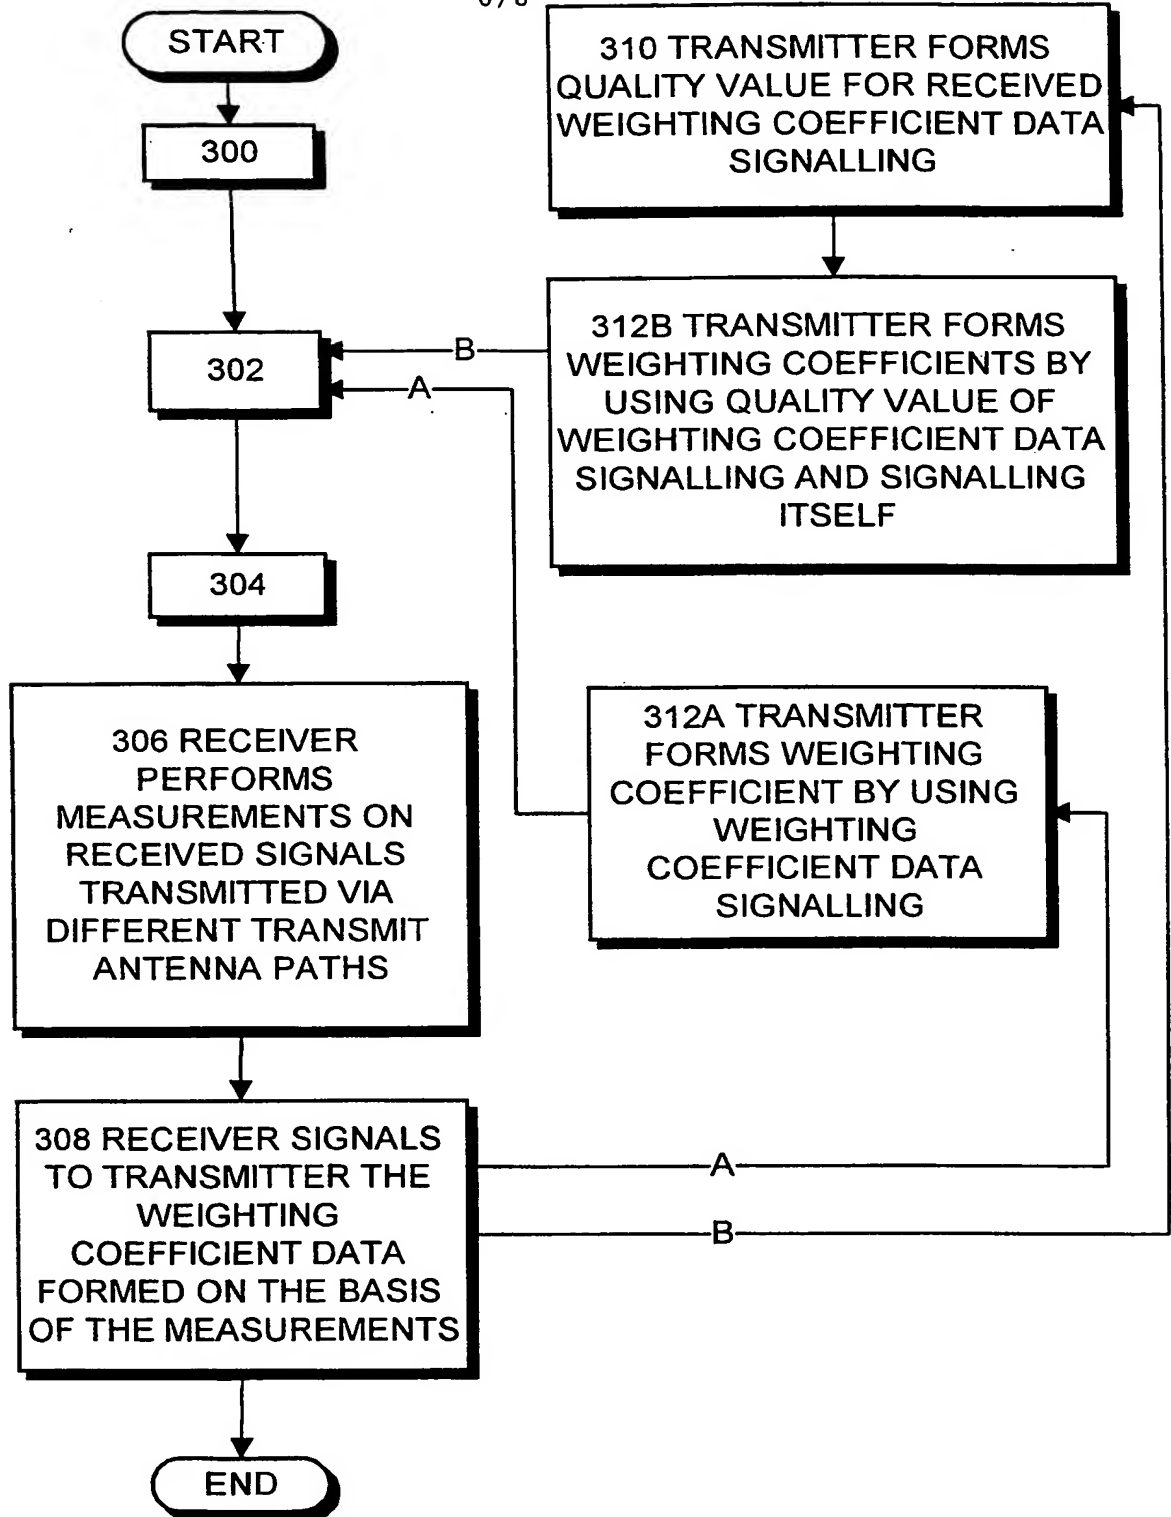 START
300
302
304
306 RECEIVER
PERFORMS
MEASUREMENTS ON
RECEIVED SIGNALS
TRANSMITTED VIA
DIFFERENT TRANSMIT
ANTENNA PATHS
308 RECEIVER SIGNALS
TO TRANSMITTER THE
WEIGHTING
COEFFICIENT DATA
FORMED ON THE BASIS
OF THE MEASUREMENTS
END
310 TRANSMITTER FORMS
QUALITY VALUE FOR RECEIVED
WEIGHTING COEFFICIENT DATA
SIGNALLING
312B TRANSMITTER FORMS
WEIGHTING COEFFICIENTS BY
USING QUALITY VALUE OF
WEIGHTING COEFFICIENT DATA
SIGNALLING AND SIGNALLING
ITSELF
B
A
312A TRANSMITTER
FORMS WEIGHTING
COEFFICIENT BY USING
WEIGHTING
COEFFICIENT DATA
SIGNALLING
A
B